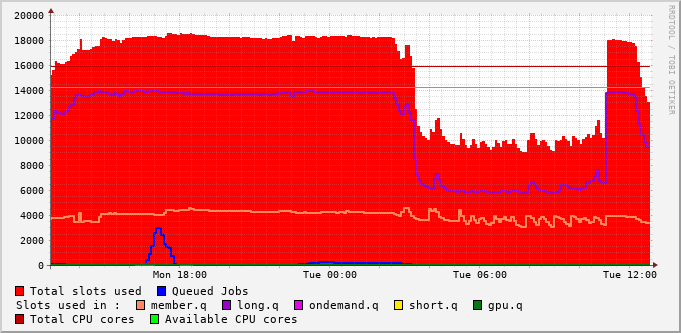 20000
18000
16000
14000
12000
10000
8000
6000
4000
2000
0
Mon 18:00 Tue 00:00 Tue 06:00 Tue 12:00
RRDTOOL / TOBI OETIKER
Total slots used Queued Jobs
Slots used in : member.q long.q ondemand.q short.q gpu.q
Total CPU cores Available CPU cores